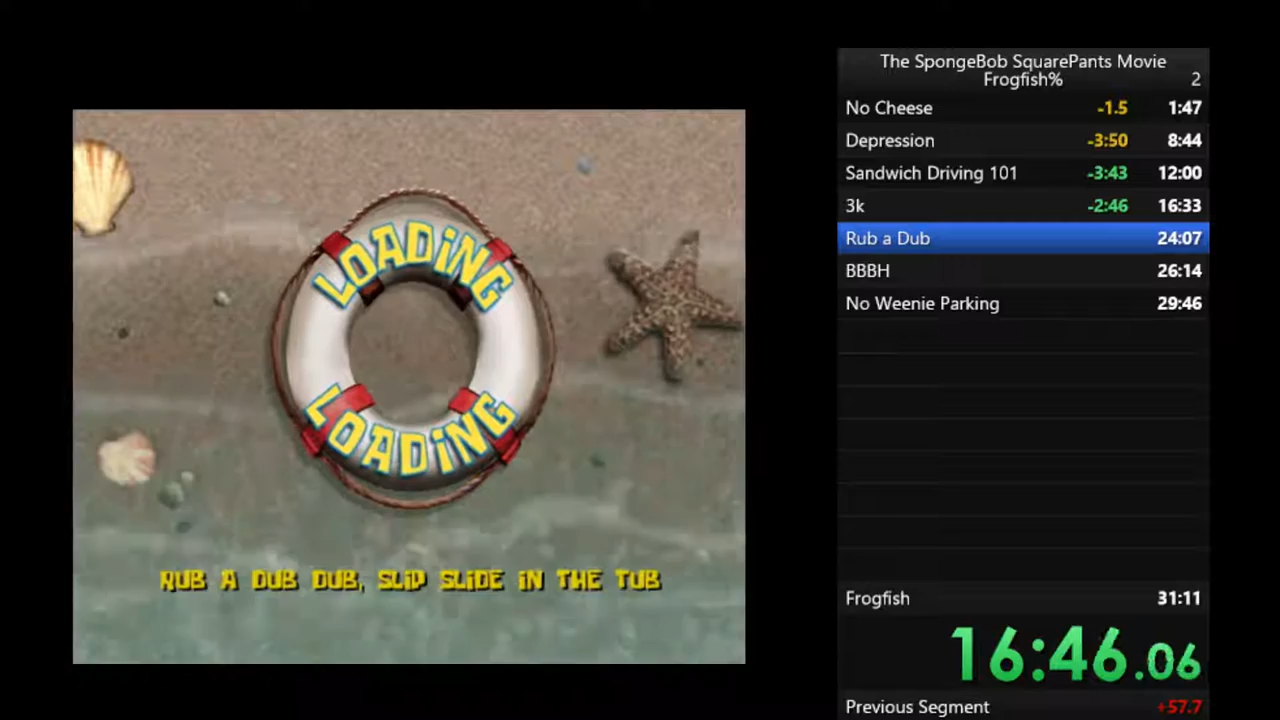 LOADING
LOADING
RUB A DUB DUB, SLIP SLIDE IN THE TUB
The SpongeBob SquarePants Movie
Frogfish% 2
No Cheese -1.5 1:47
Depression -3:50 8:44
Sandwich Driving 101 -3:43 12:00
3k -2:46 16:33
Rub a Dub 24:07
BBBH 26:14
No Weenie Parking 29:46
Frogfish 31:11
16:46.06
Previous Segment +57.7